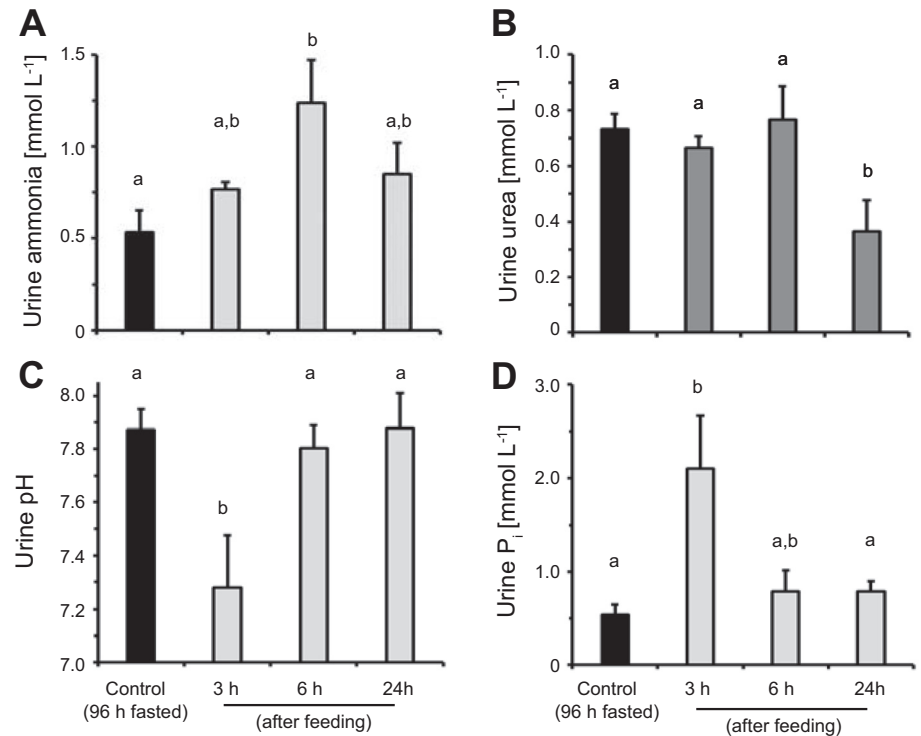 A
Urine ammonia [mmol L⁻¹]
1.5
1.0
0.5
0
a
a,b
b
a,b
B
Urine urea [mmol L⁻¹]
1.0
0.8
0.6
0.4
0.2
0
a
a
a
b
C
Urine pH
8.0
7.8
7.6
7.4
7.2
7.0
a
b
a
a
Control
(96 h fasted)
3 h
6 h
24h
(after feeding)
D
Urine Pᵢ [mmol L⁻¹]
3.0
2.0
1.0
0
a
b
a,b
a
Control
(96 h fasted)
3 h
6 h
24h
(after feeding)